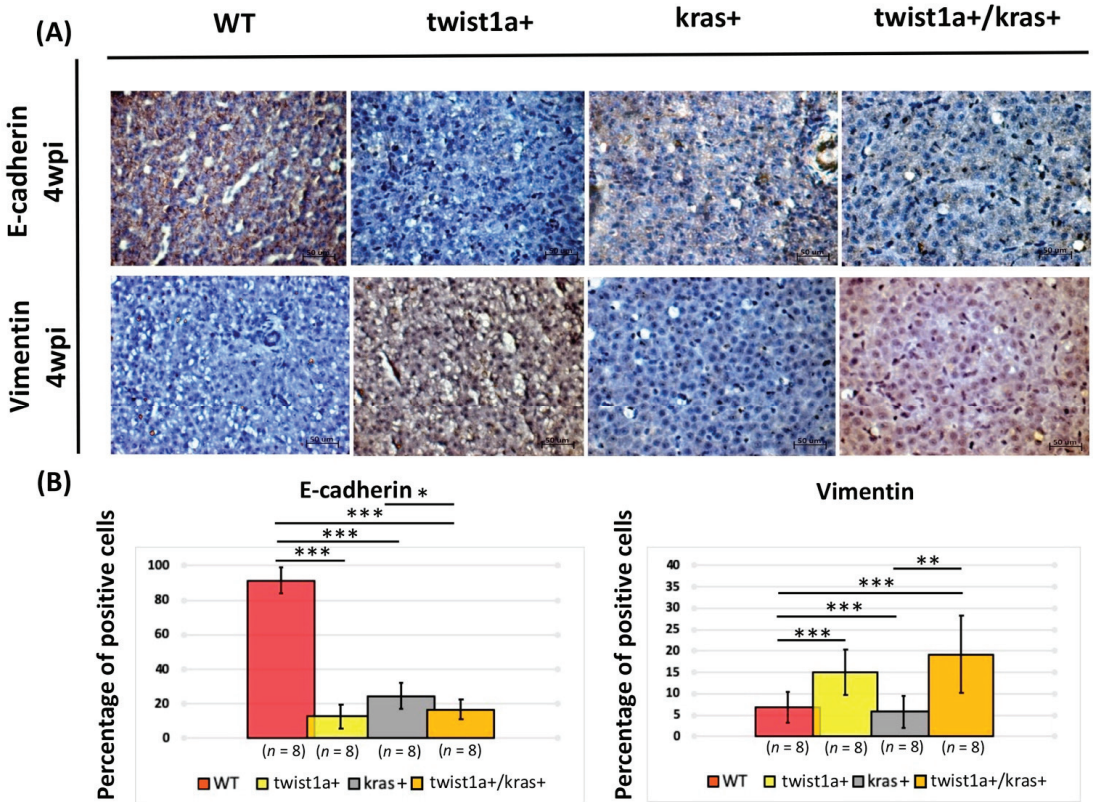 (A)
WT twist1a+ kras+ twist1a+/kras+
E-cadherin
4wpi
50 um 50 um 50 um 50 um
Vimentin
4wpi
50 um 50 um 50 um 50 um
(B)
E-cadherin
Percentage of positive cells
*
***
***
***
100
80
60
40
20
0
(n = 8) (n = 8) (n = 8) (n = 8)
WT twist1a+ kras+ twist1a+/kras+
Vimentin
Percentage of positive cells
**
***
***
***
40
35
30
25
20
15
10
5
0
(n = 8) (n = 8) (n = 8) (n = 8)
WT twist1a+ kras+ twist1a+/kras+